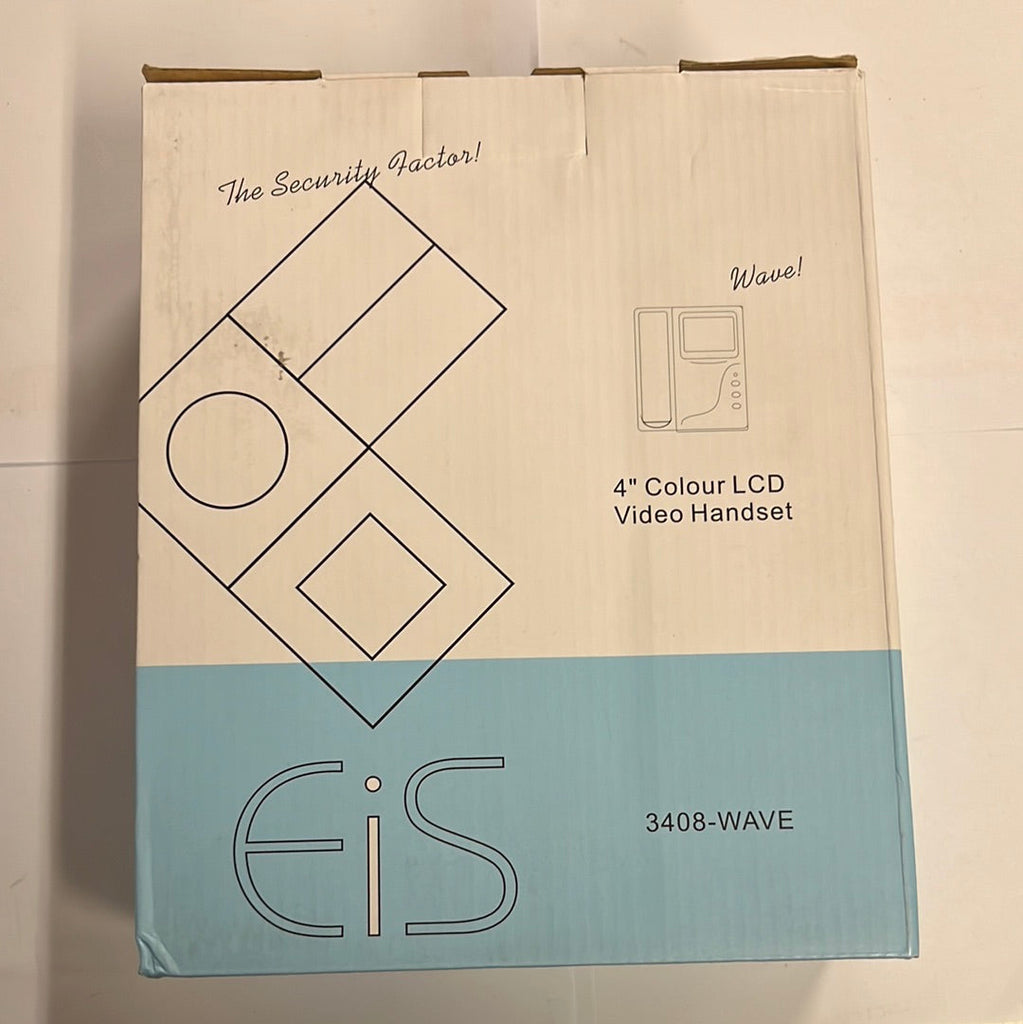 The Security Factor!
Wave!
4" Colour LCD
Video Handset
EiS
3408-WAVE